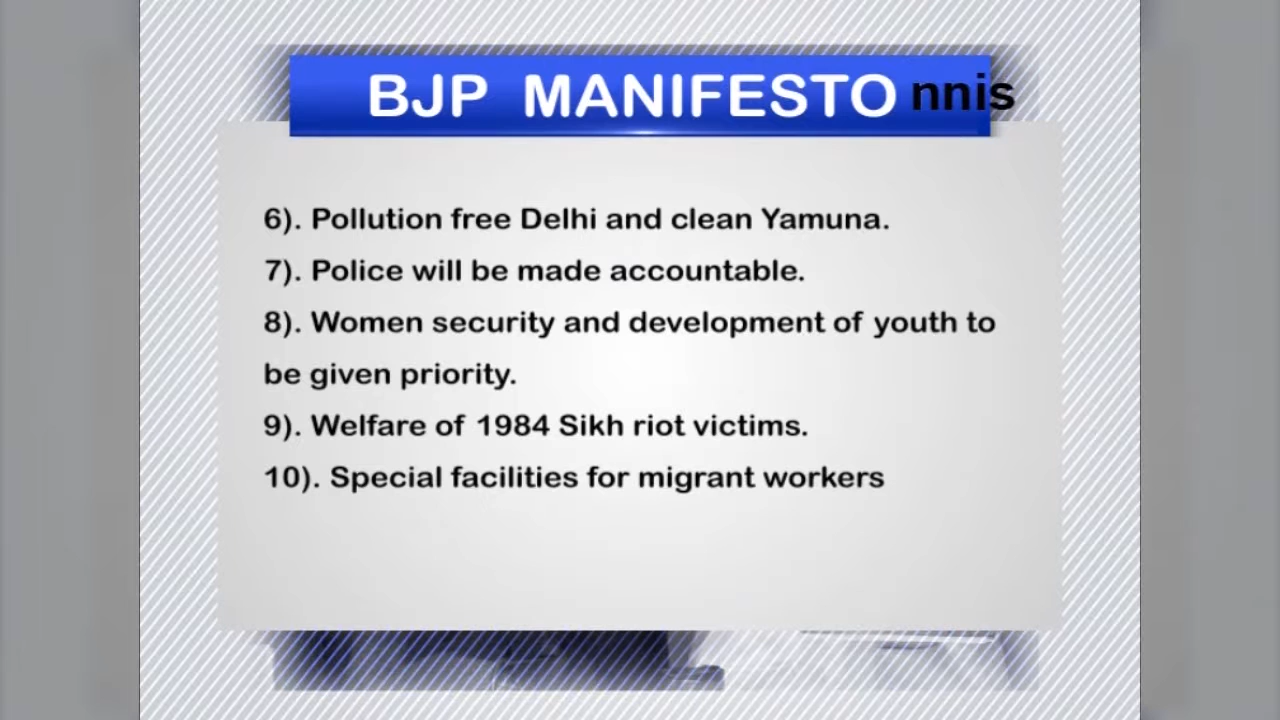 BJP MANIFESTO nnis
6). Pollution free Delhi and clean Yamuna.
7). Police will be made accountable.
8). Women security and development of youth to
be given priority.
9). Welfare of 1984 Sikh riot victims.
10). Special facilities for migrant workers